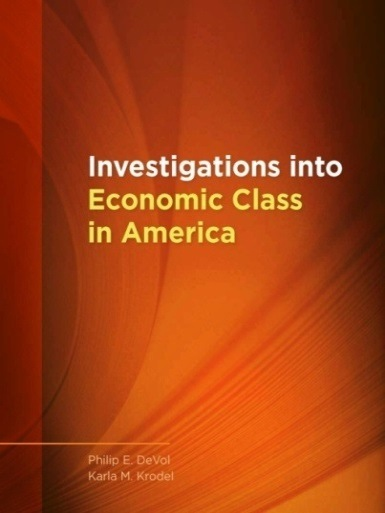 Investigations into
Economic Class
in America
Philip E. DeVol
Karla M. Krodel